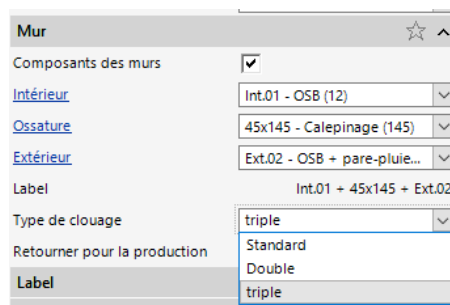 Mur
Composants des murs
Intérieur Int.01 - OSB (12)
Ossature 45x145 - Calepinage (145)
Extérieur Ext.02 - OSB + pare-pluie...
Label Int.01 + 45x145 + Ext.02
Type de clouage triple
Standard
Retourner pour la production
Double
Label
triple